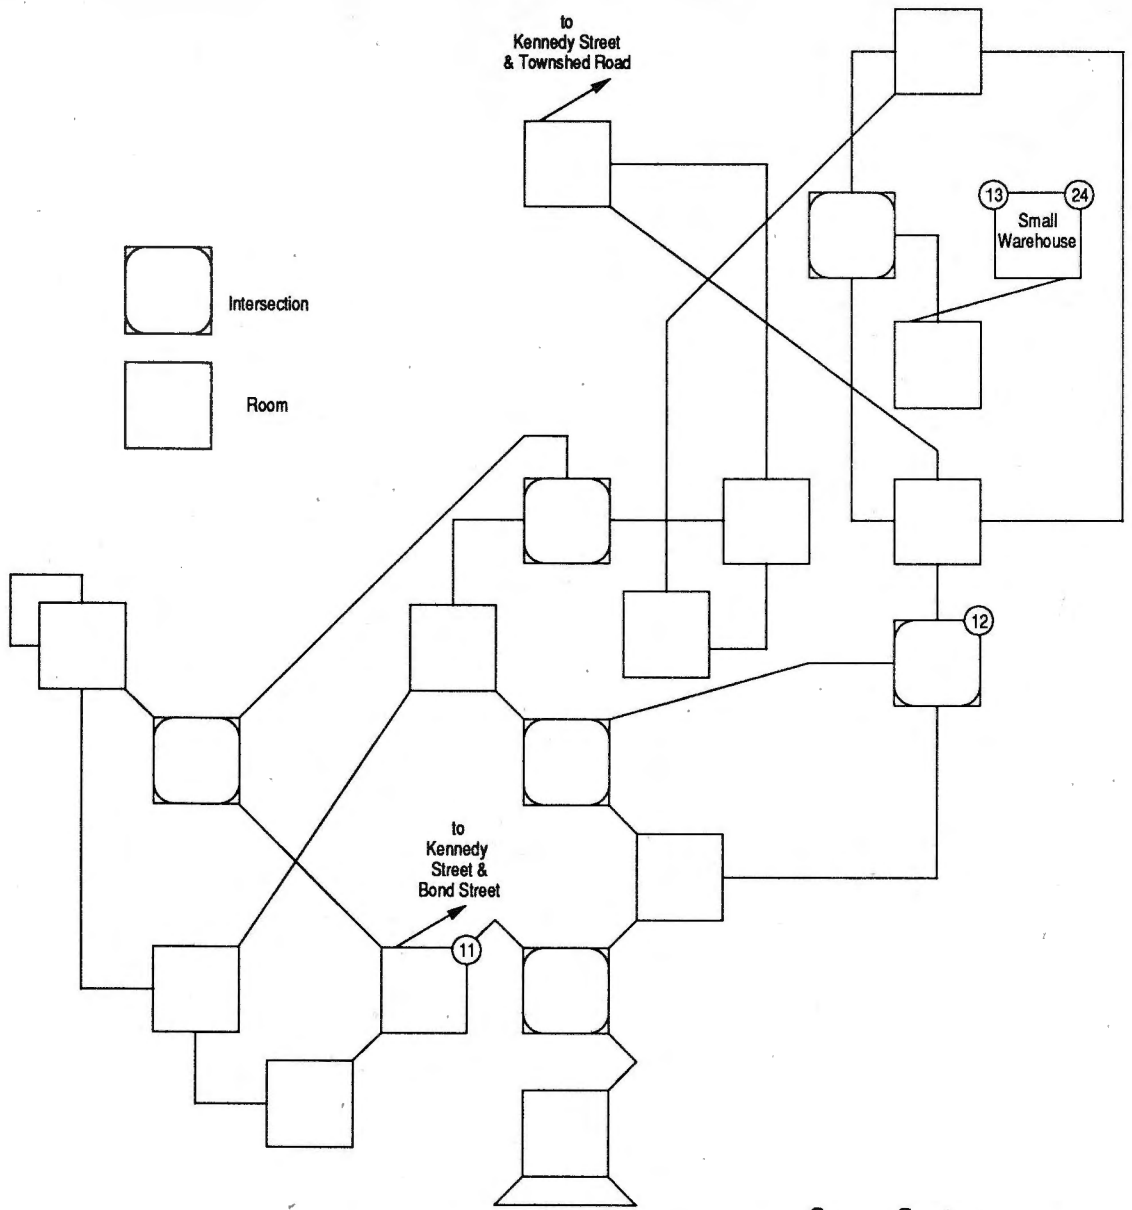 to
Kennedy Street
& Townshed Road
13
24
Small
Warehouse
Intersection
Room
12
to
Kennedy
Street &
Bond Street
11